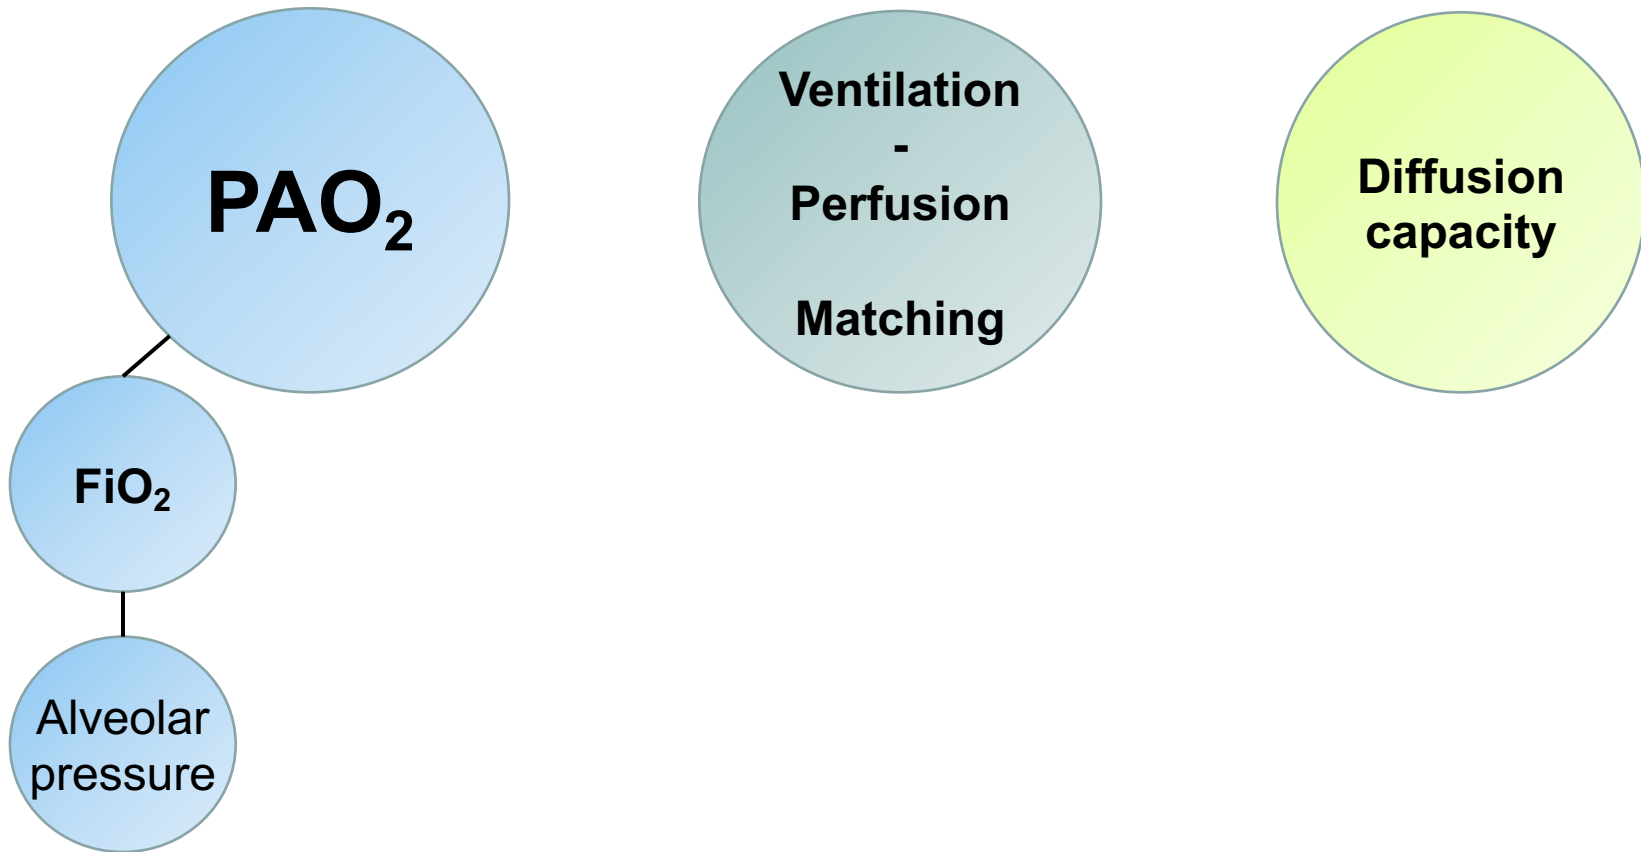 PAO₂
Ventilation
-
Perfusion
Matching
Diffusion
capacity
FiO₂
Alveolar
pressure